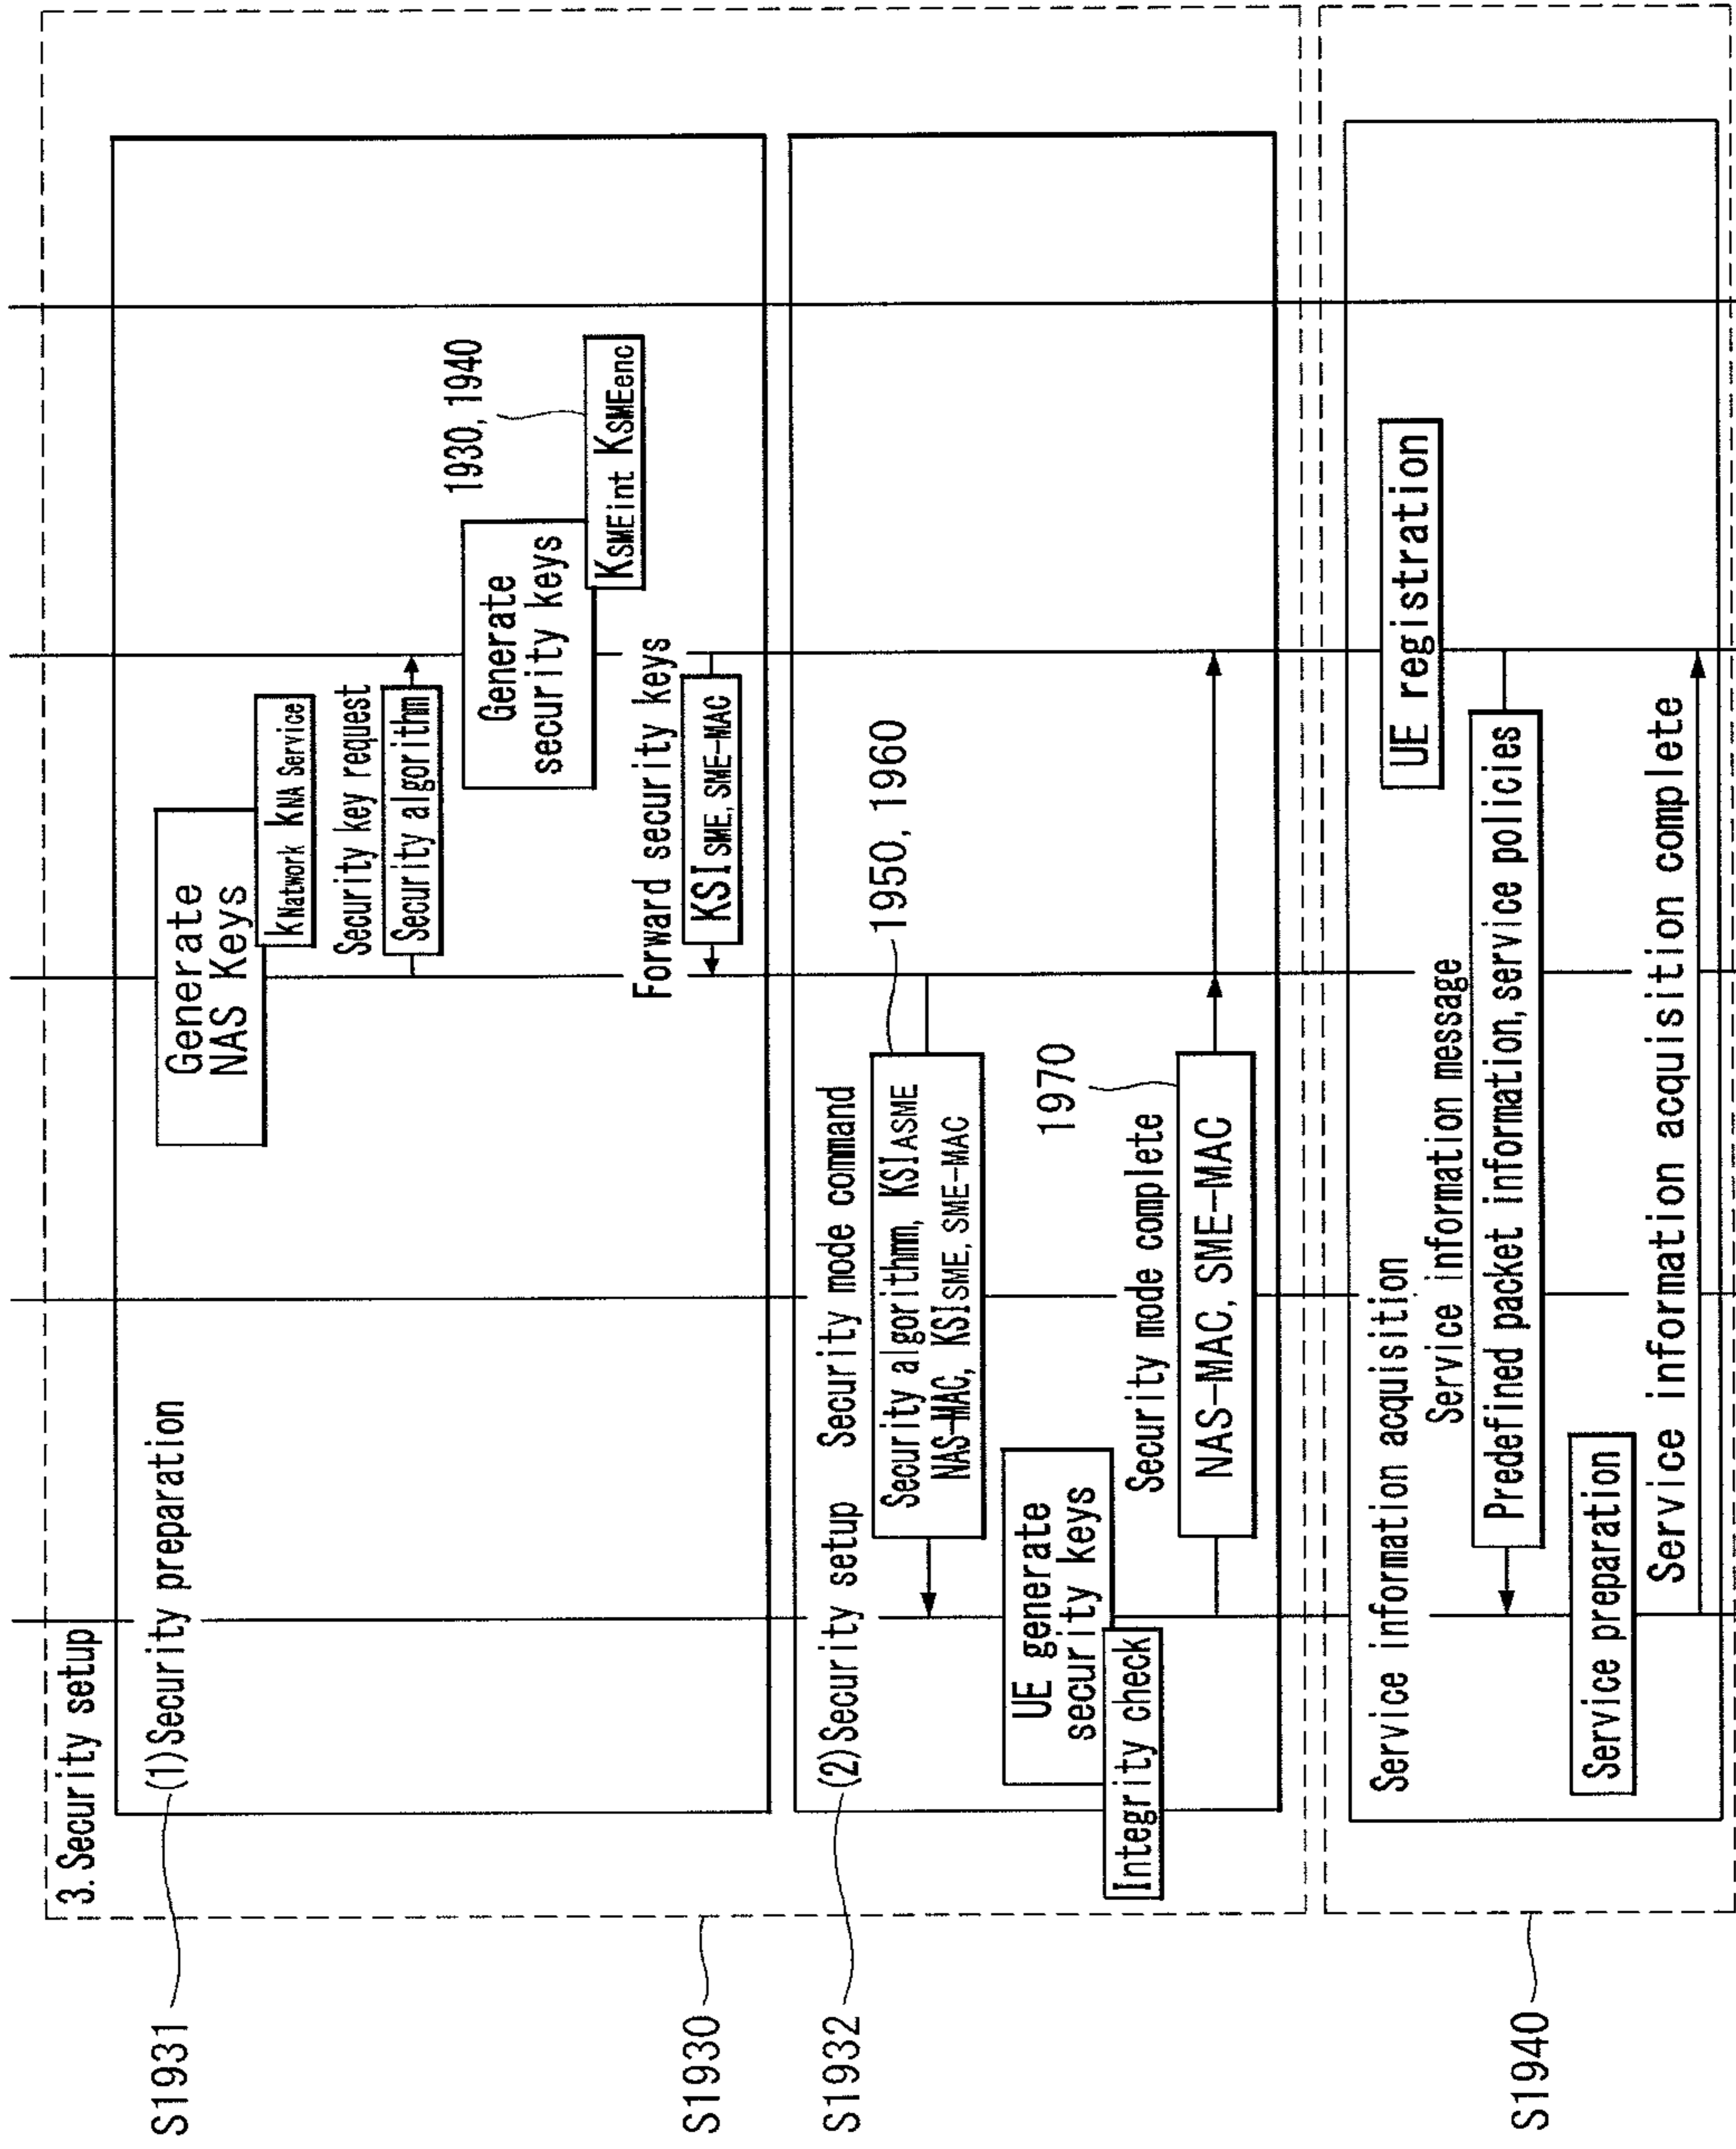 3. Security setup
S1931
(1) Security preparation
Generate
NAS Keys
KNatwork KNA Service
Security key request
Security algorithm
Generate
security keys
1930, 1940
KSMEint KSMEenc
Forward security keys
KSISME, SME-MAC
S1930
S1932
(2) Security setup
Security mode command
Security algorithmm, KSIASME
NAS-MAC, KSISME, SME-MAC
1950, 1960
UE generate
security keys
Integrity check
Security mode complete
1970
NAS-MAC, SME-MAC
S1940
Service information acquisition
UE registration
Service information message
Predefined packet information, service policies
Service preparation
Service information acquisition complete